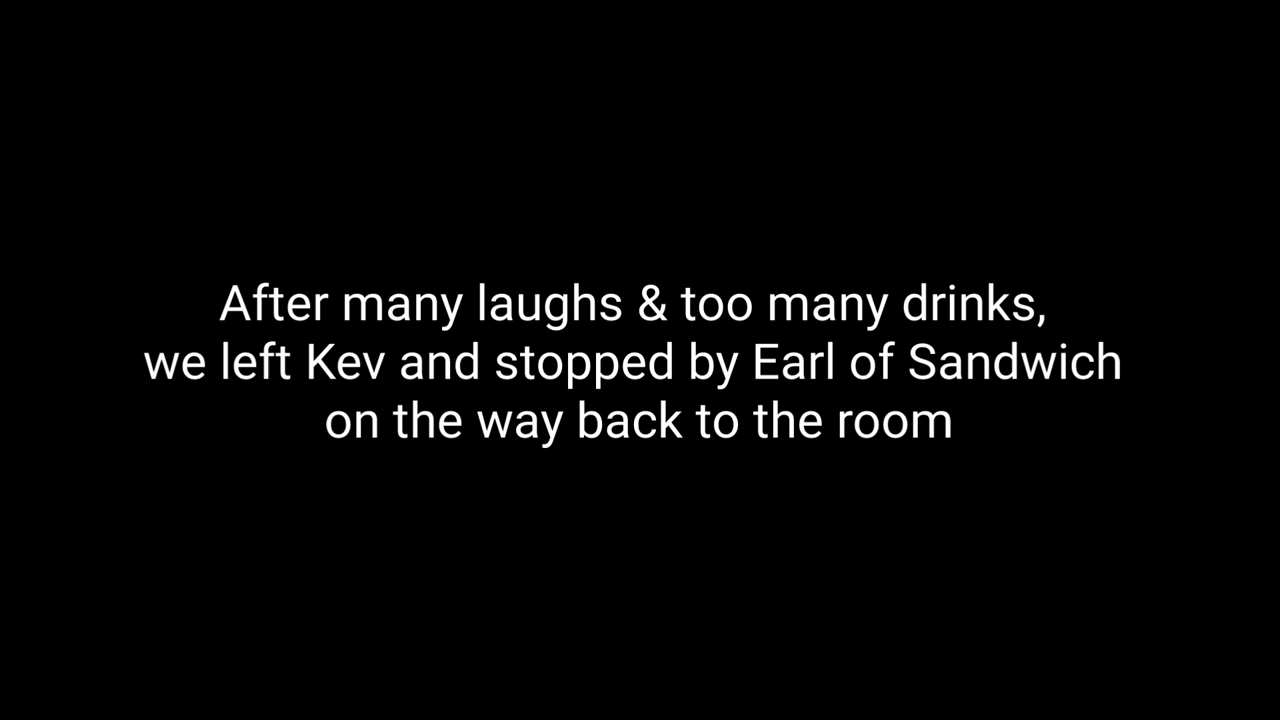 After many laughs & too many drinks,
we left Kev and stopped by Earl of Sandwich
on the way back to the room